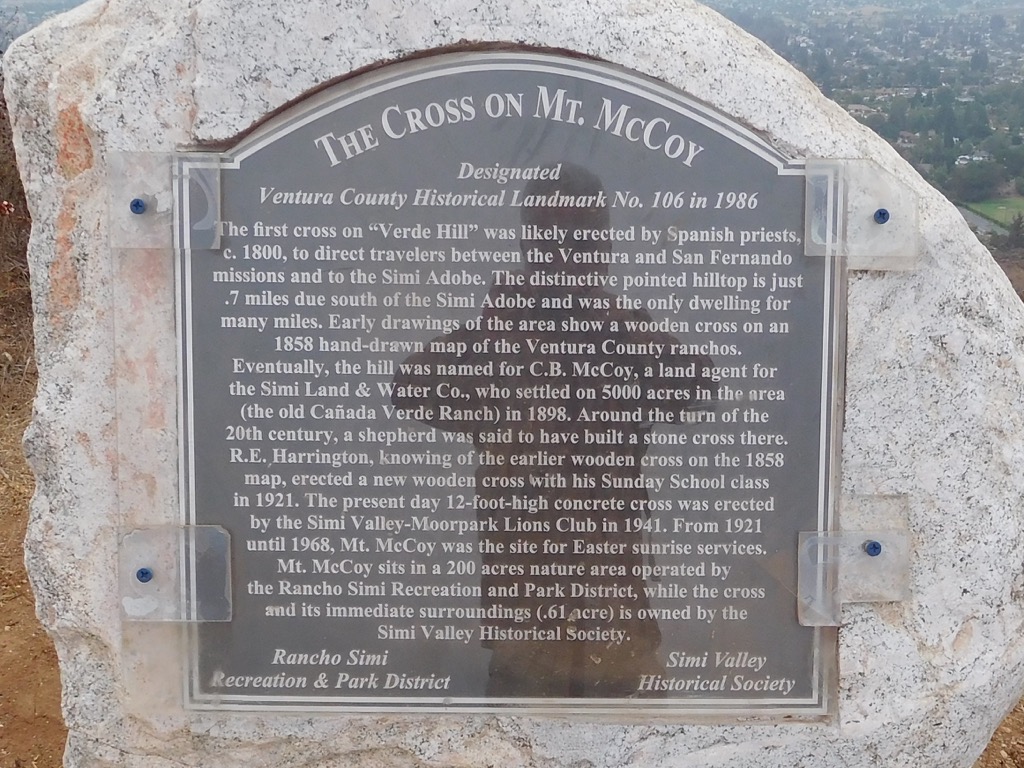 THE CROSS ON MT. MCCOY
Designated
Ventura County Historical Landmark No. 106 in 1986
The first cross on “Verde Hill” was likely erected by Spanish priests,
c. 1800, to direct travelers between the Ventura and San Fernando
missions and to the Simi Adobe. The distinctive pointed hilltop is just
.7 miles due south of the Simi Adobe and was the only dwelling for
many miles. Early drawings of the area show a wooden cross on an
1858 hand-drawn map of the Ventura County ranchos.
Eventually, the hill was named for C.B. McCoy, a land agent for
the Simi Land & Water Co., who settled on 5000 acres in the area
(the old Cañada Verde Ranch) in 1898. Around the turn of the
20th century, a shepherd was said to have built a stone cross there.
R.E. Harrington, knowing of the earlier wooden cross on the 1858
map, erected a new wooden cross with his Sunday School class
in 1921. The present day 12-foot-high concrete cross was erected
by the Simi Valley-Moorpark Lions Club in 1941. From 1921
until 1968, Mt. McCoy was the site for Easter sunrise services.
Mt. McCoy sits in a 200 acres nature area operated by
the Rancho Simi Recreation and Park District, while the cross
and its immediate surroundings (.61 acre) is owned by the
Simi Valley Historical Society.
Rancho Simi
Recreation & Park District
Simi Valley
Historical Society